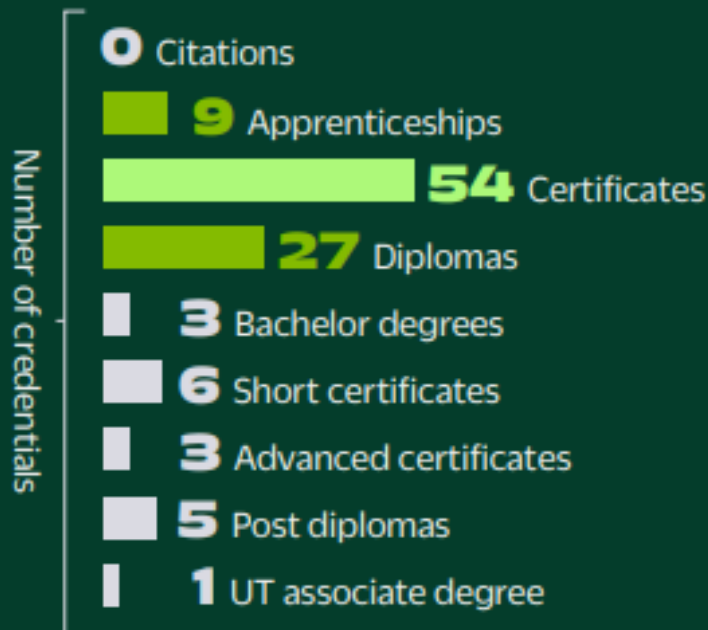 Number of credentials
0 Citations
9 Apprenticeships
54 Certificates
27 Diplomas
3 Bachelor degrees
6 Short certificates
3 Advanced certificates
5 Post diplomas
1 UT associate degree